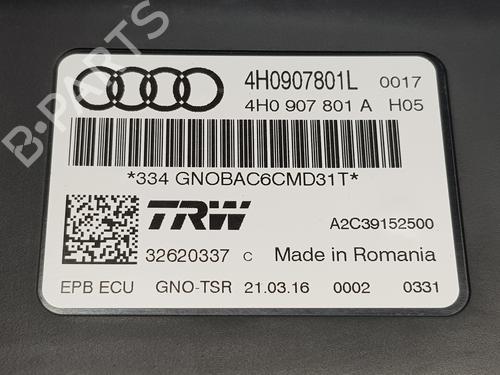 B-PARTS
4H0907801L 0017
4H0 907 801 A H05
*334 GNOBAC6CMD31T*
TRW
A2C39152500
32620337 C Made in Romania
EPB ECU GNO-TSR 21.03.16 0002 0331